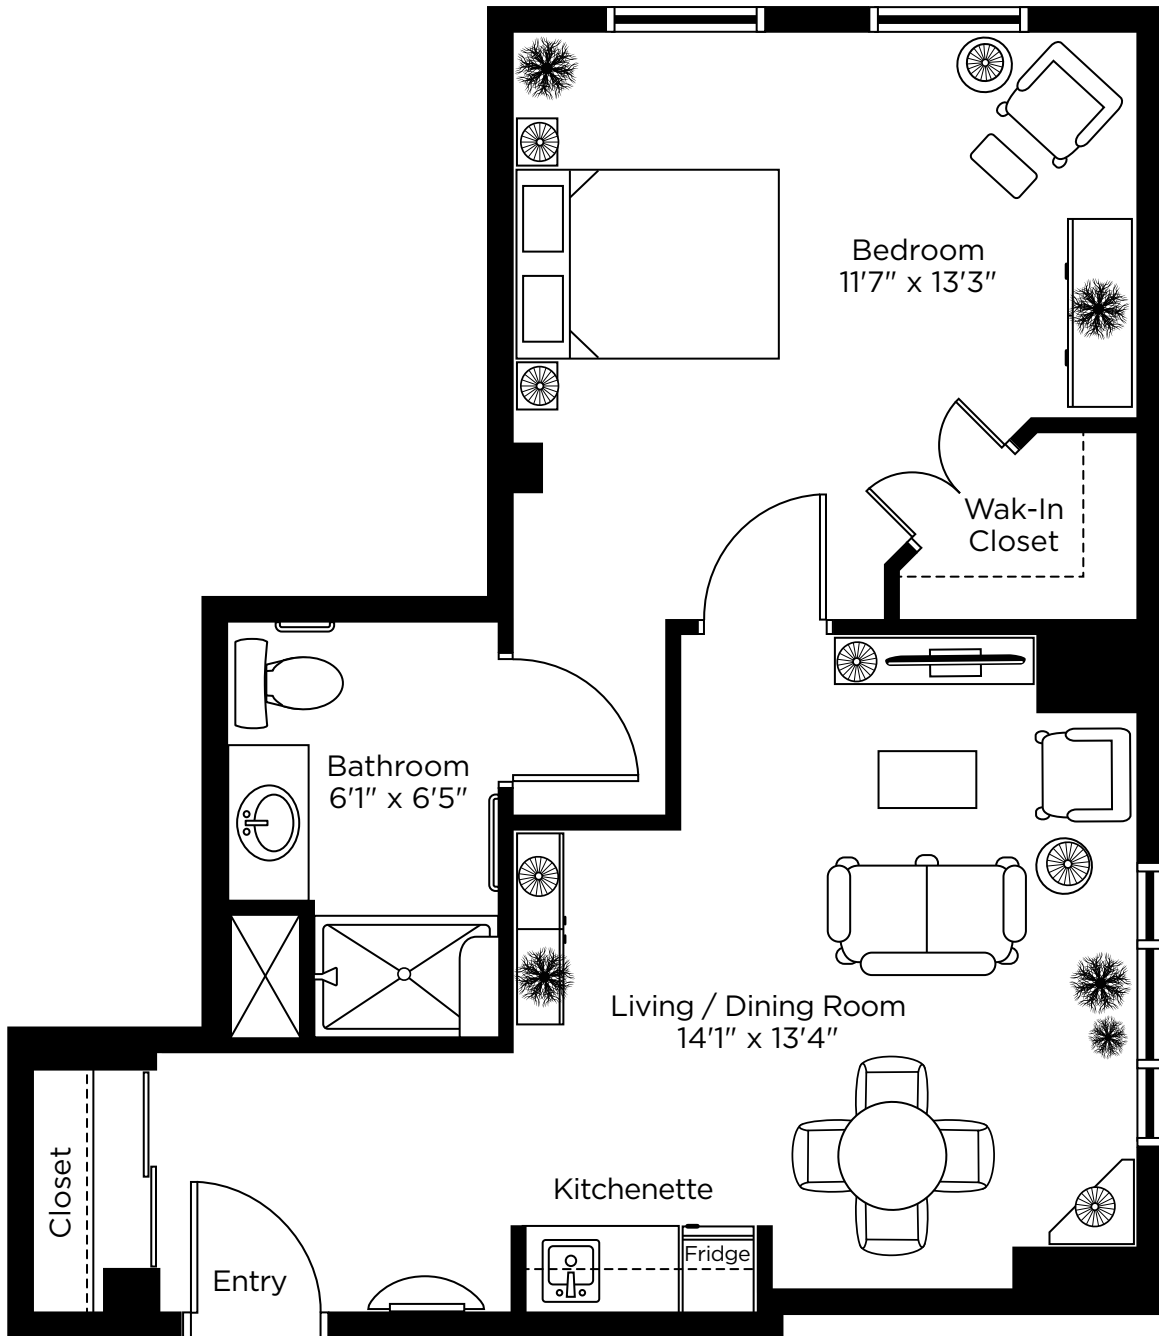 Bedroom
11'7" x 13'3"
Wak-In
Closet
Bathroom
6'1" x 6'5"
Living / Dining Room
14'1" x 13'4"
Closet
Kitchenette
Fridge
Entry